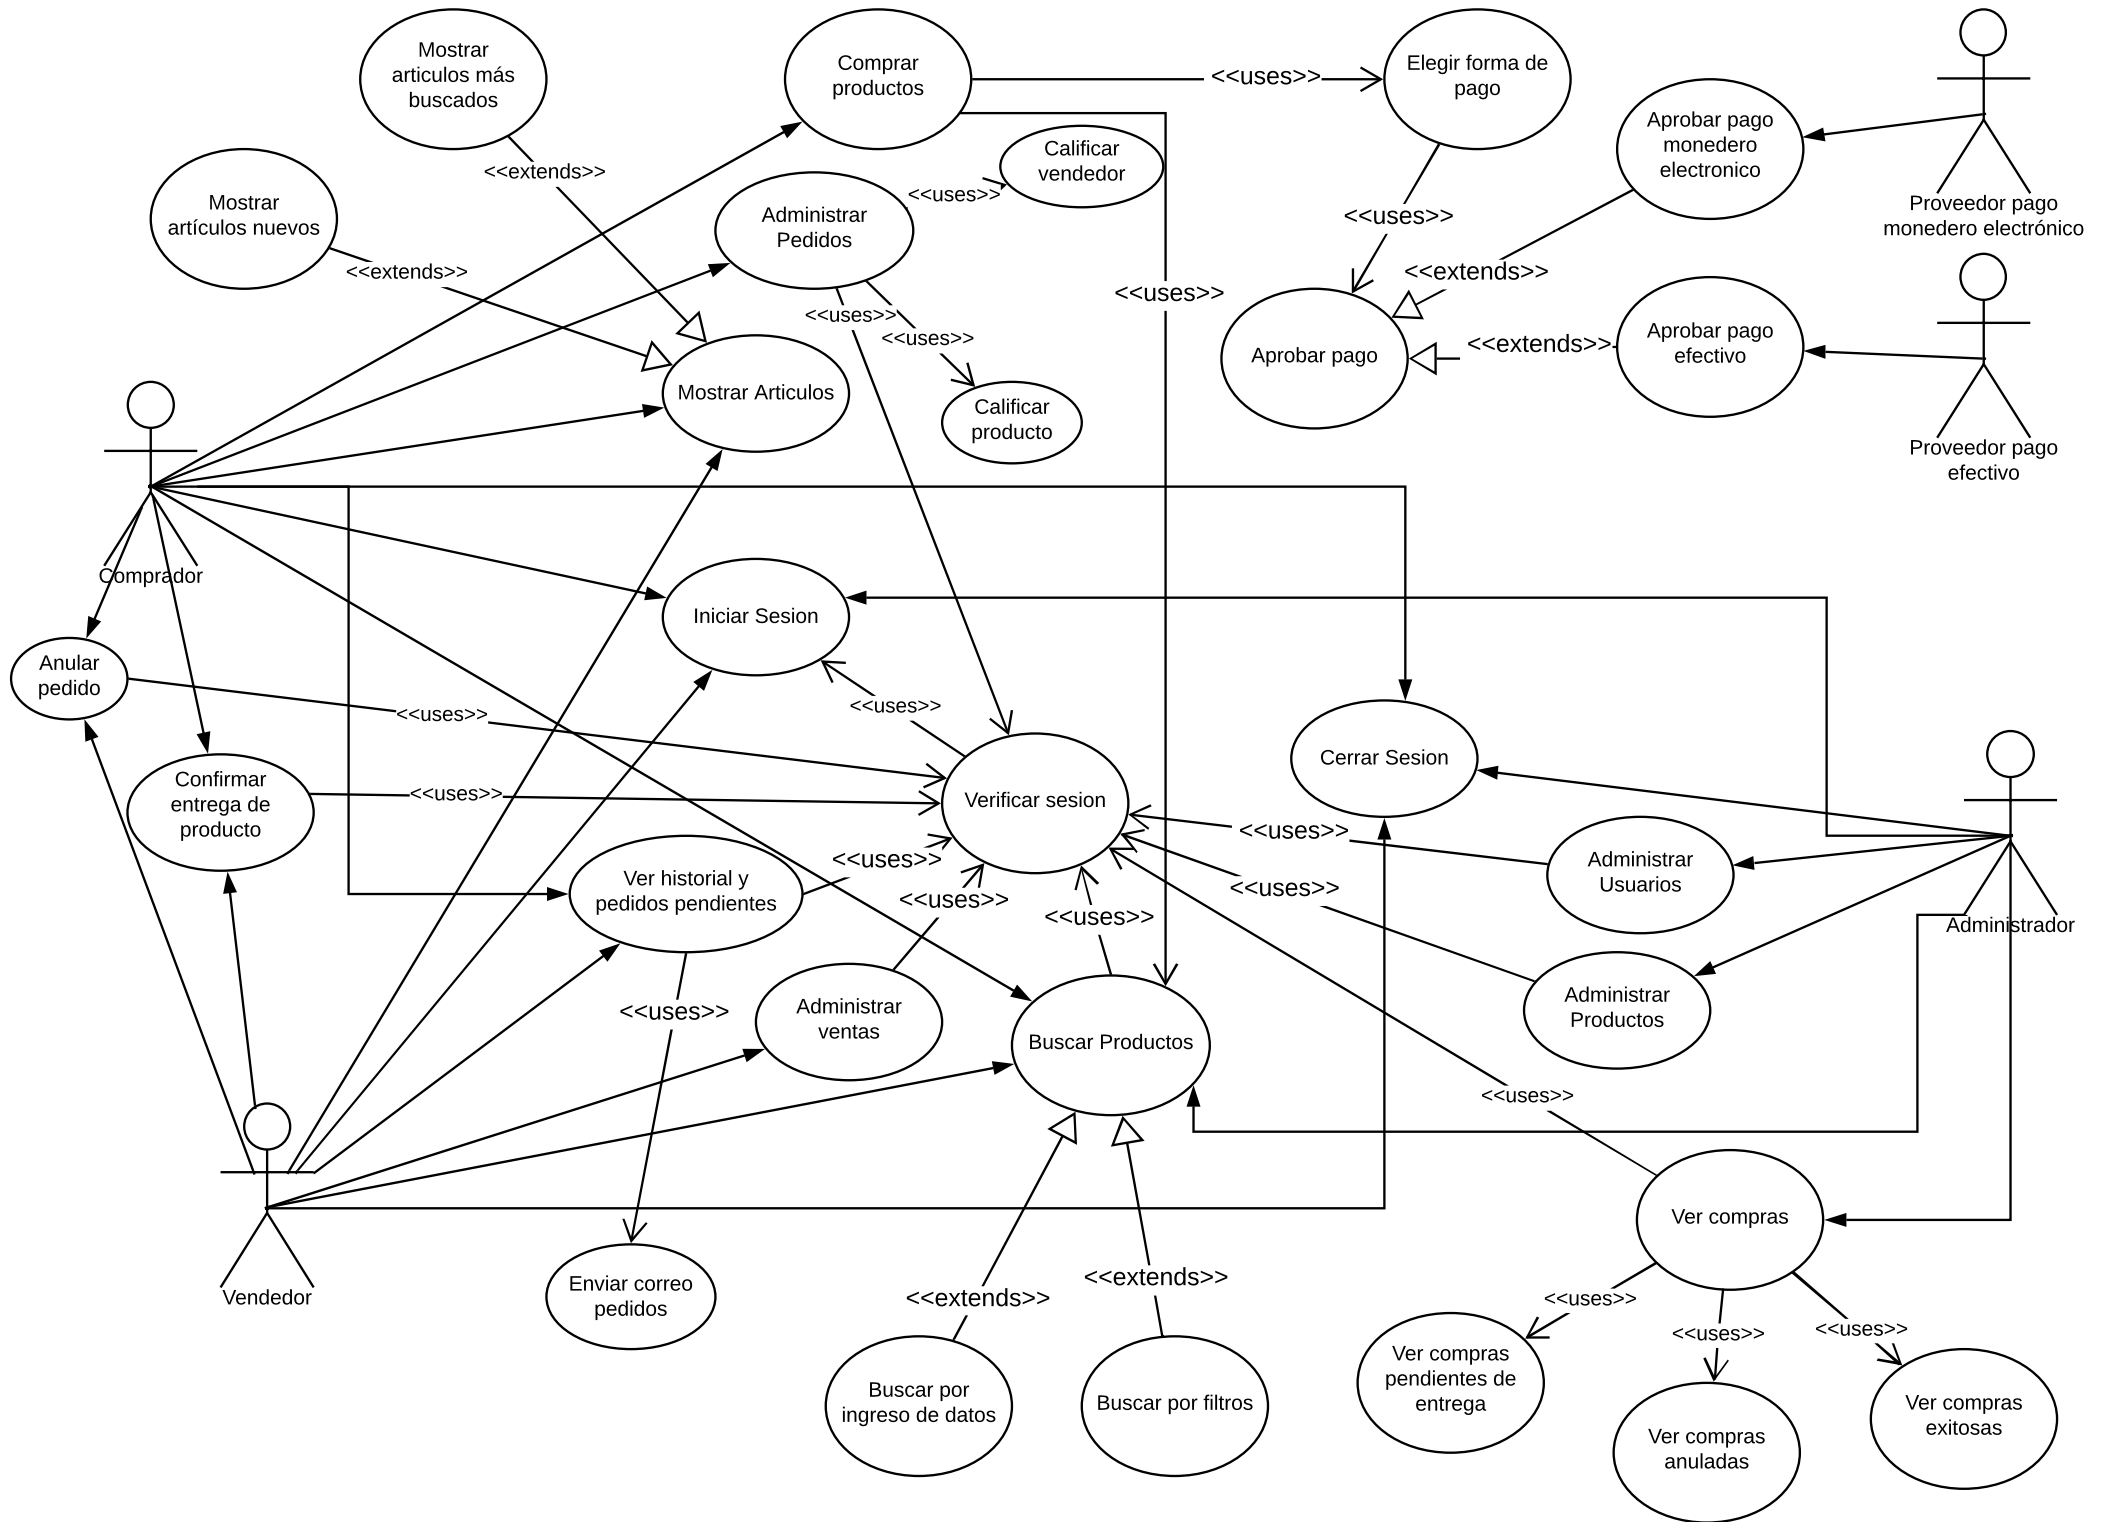 Mostrar
articulos más
buscados
Comprar
productos
<<uses>>
Elegir forma de
pago
Aprobar pago
monedero
electronico
Proveedor pago
monedero electrónico
Mostrar
artículos nuevos
<<extends>>
<<extends>>
Administrar
Pedidos
<<uses>>
Calificar
vendedor
<<uses>>
<<uses>>
<<extends>>
<<uses>>
<<uses>>
Calificar
producto
Mostrar Articulos
Aprobar pago
<<extends>>
Aprobar pago
efectivo
Proveedor pago
efectivo
Comprador
Iniciar Sesion
Anular
pedido
<<uses>>
<<uses>>
Confirmar
entrega de
producto
<<uses>>
Verificar sesion
Cerrar Sesion
<<uses>>
Administrar
Usuarios
Ver historial y
pedidos pendientes
<<uses>>
<<uses>>
<<uses>>
<<uses>>
Administrador
Administrar
Productos
<<uses>>
Administrar
ventas
Buscar Productos
<<uses>>
Ver compras
Vendedor
Enviar correo
pedidos
<<extends>>
<<extends>>
<<uses>>
<<uses>>
<<uses>>
Buscar por
ingreso de datos
Buscar por filtros
Ver compras
pendientes de
entrega
Ver compras
anuladas
Ver compras
exitosas